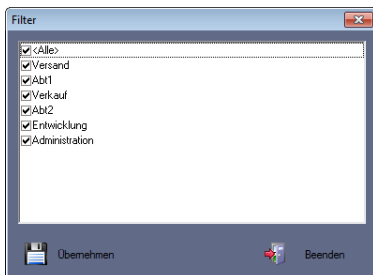 Filter
<Alle>
Versand
Abt1
Verkauf
Abt2
Entwicklung
Administration
Übernehmen
Beenden